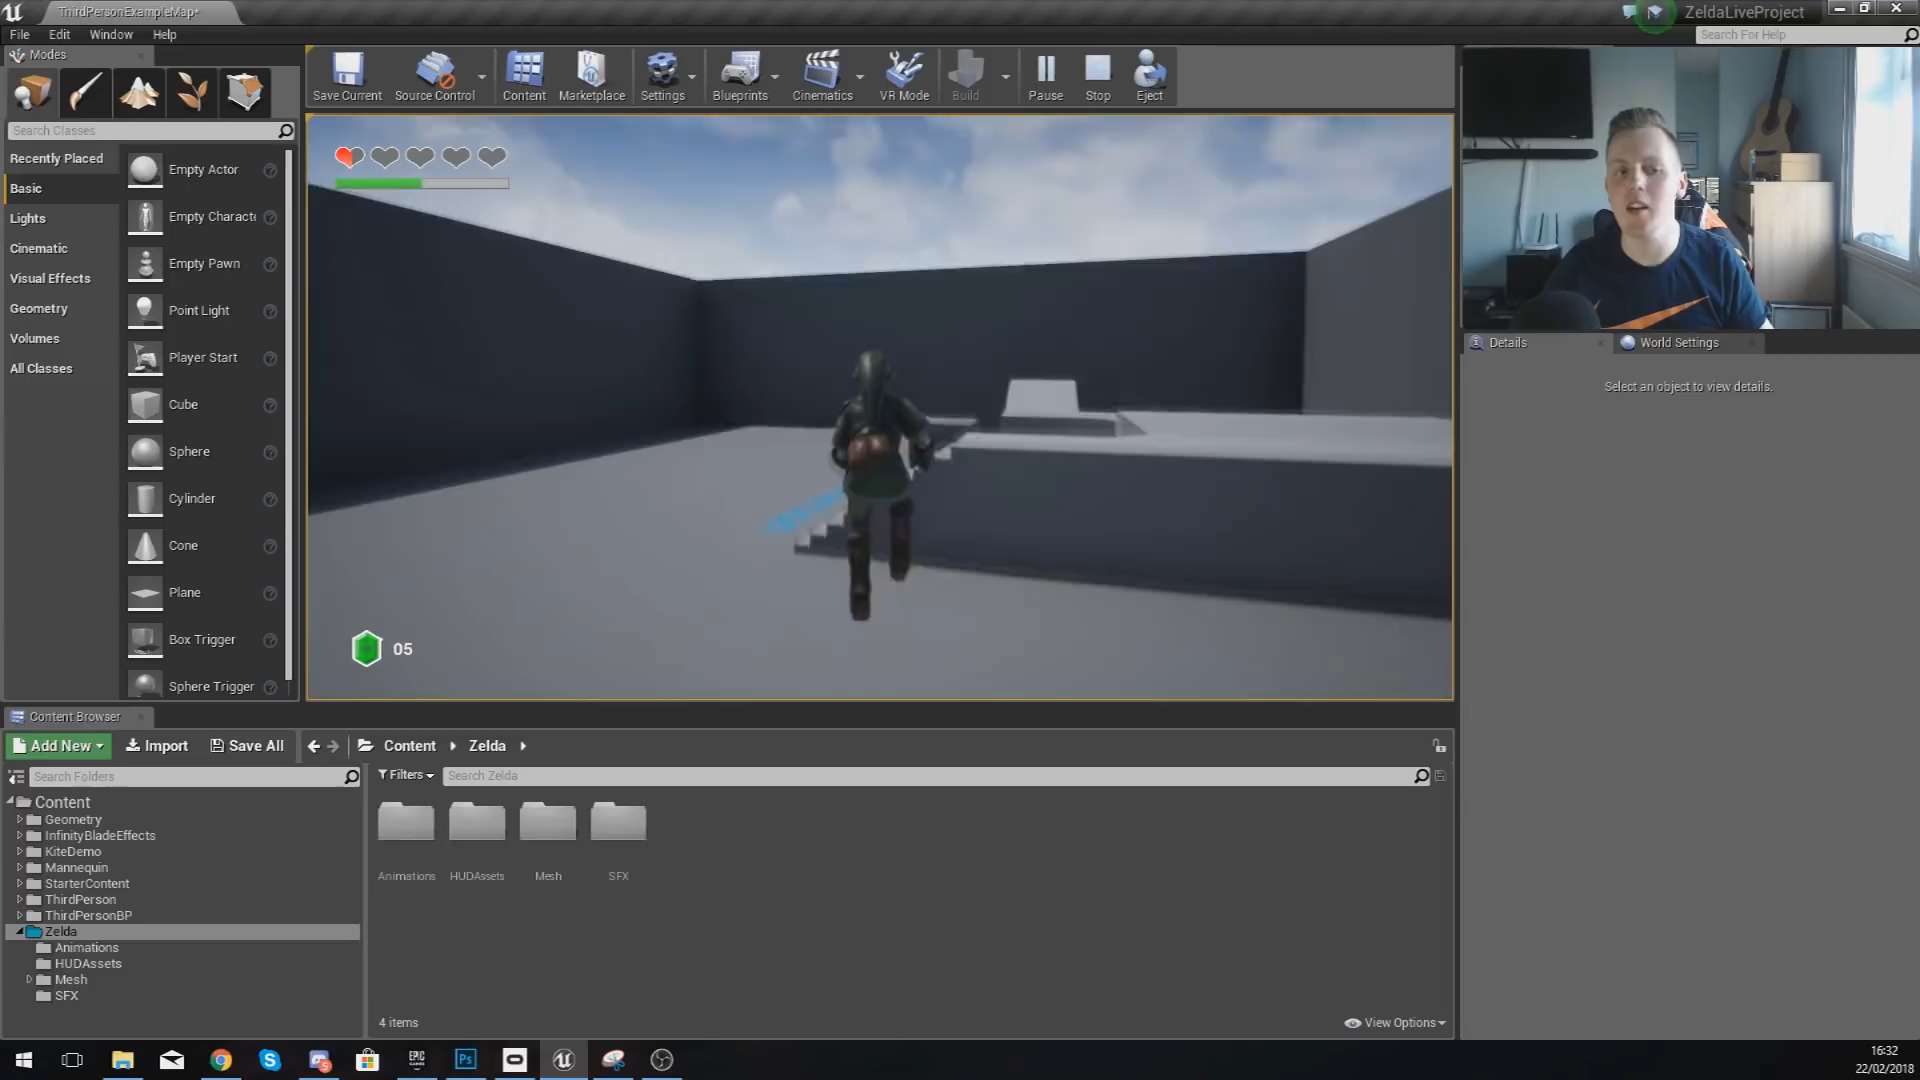 ThirdPersonExampleMap*
ZeldaLiveProject
File Edit Window Help
Search For Help
Modes
Save Current
Source Control
Content
Marketplace
Settings
Blueprints
Cinematics
VR Mode
Build
Pause
Stop
Eject
Search Classes
Recently Placed
Basic
Lights
Cinematic
Visual Effects
Geometry
Volumes
All Classes
Empty Actor
Empty Characte
Empty Pawn
Point Light
Player Start
Cube
Sphere
Cylinder
Cone
Plane
Box Trigger
Sphere Trigger
05
Details
World Settings
Select an object to view details.
Content Browser
Add New
Import
Save All
Content
Zelda
Search Folders
Filters
Search Zelda
Content
Geometry
InfinityBladeEffects
KiteDemo
Mannequin
StarterContent
ThirdPerson
ThirdPersonBP
Zelda
Animations
HUDAssets
Mesh
SFX
Animations
HUDAssets
Mesh
SFX
4 items
View Options
EPIC GAMES
Ps
16:32
22/02/2018